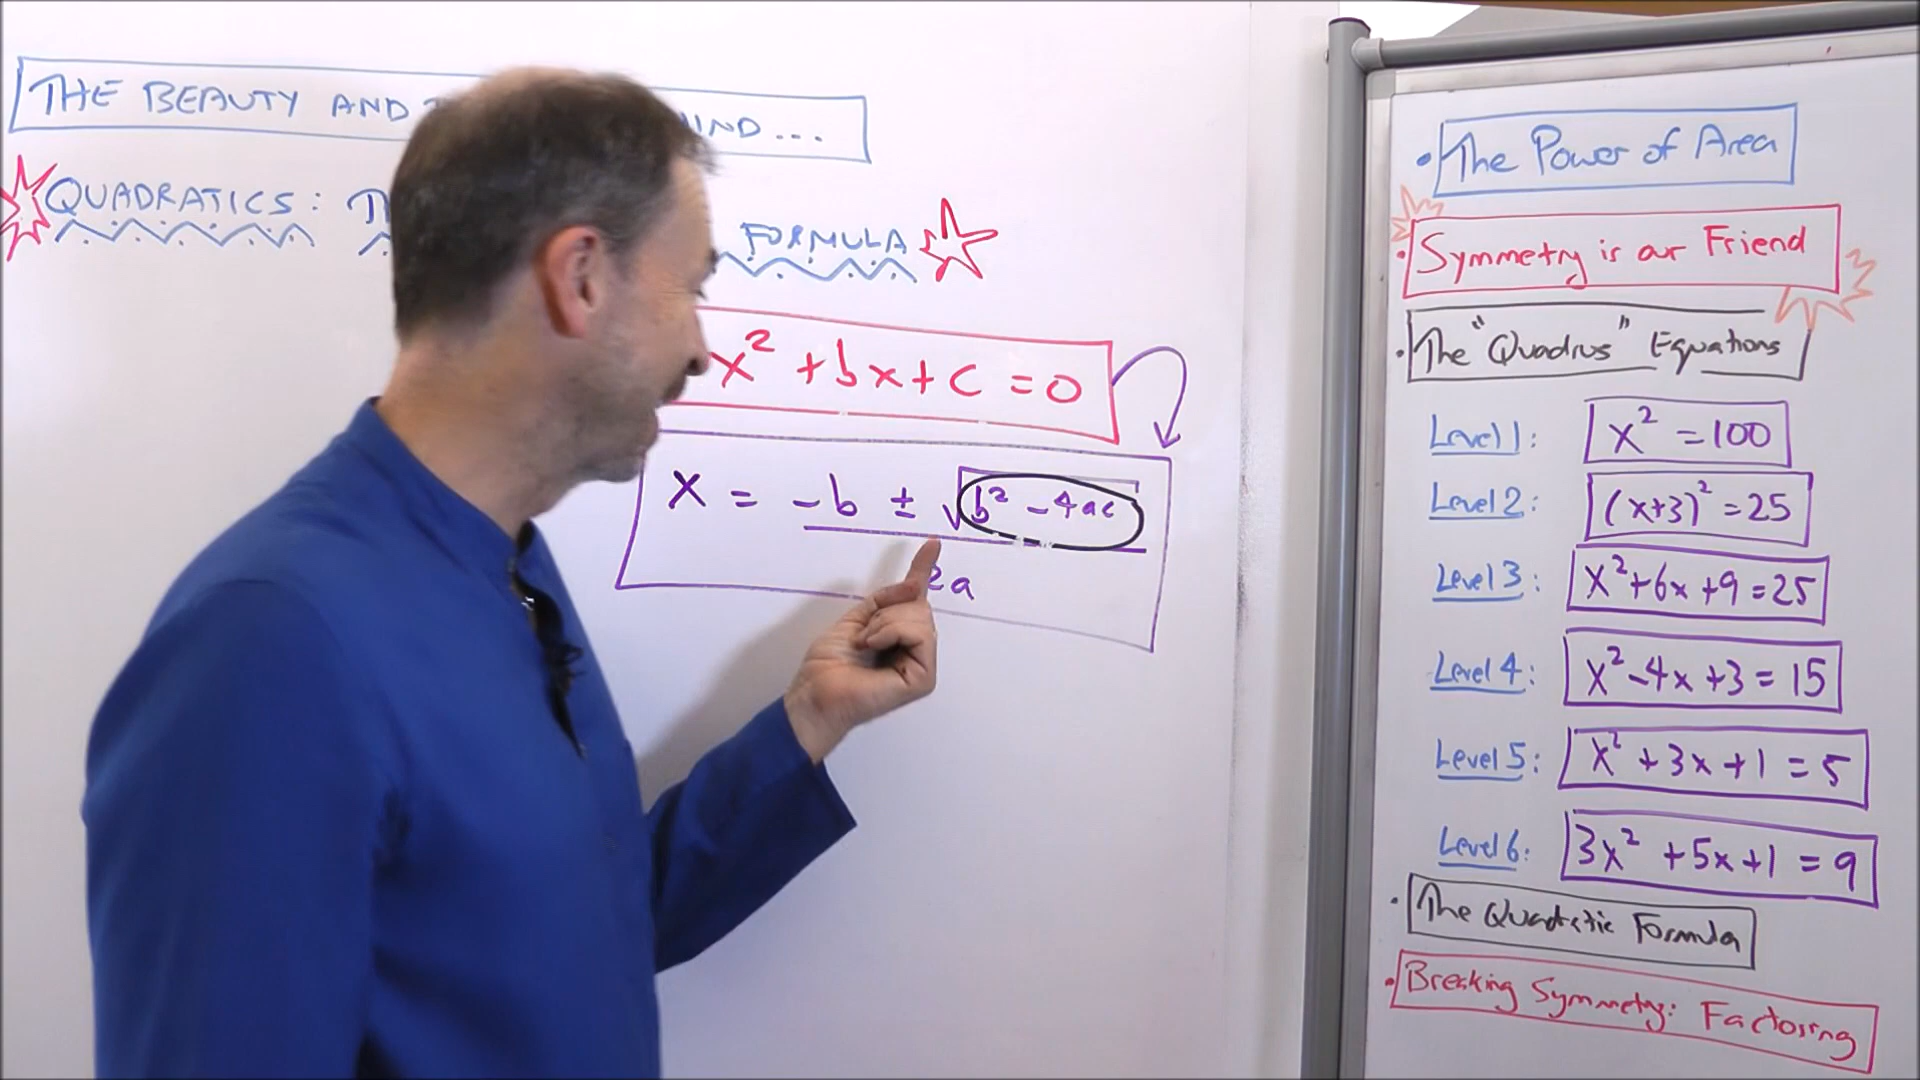 THE BEAUTY AND IND...
QUADRATICS: FORMULA
x² + bx + c = 0
x = -b ± √b² - 4ac
2a
• The Power of Area
• Symmetry is our Friend
• The "Quadrus" Equations
Level 1: x² = 100
Level 2: (x+3)² = 25
Level 3: x² + 6x + 9 = 25
Level 4: x² - 4x + 3 = 15
Level 5: x² + 3x + 1 = 5
Level 6: 3x² + 5x + 1 = 9
• The Quadratic Formula
• Breaking Symmetry: Factoring